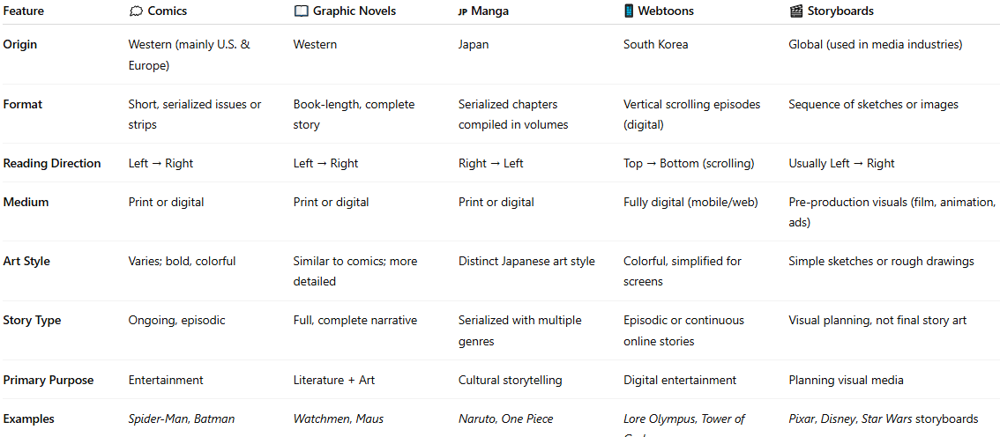 Feature Comics Graphic Novels JP Manga Webtoons Storyboards
Origin Western (mainly U.S. & Western Japan South Korea Global (used in media industries)
Europe)
Format Short, serialized issues or Book-length, complete Serialized chapters Vertical scrolling episodes Sequence of sketches or images
strips story compiled in volumes (digital)
Reading Direction Left → Right Left → Right Right → Left Top → Bottom (scrolling) Usually Left → Right
Medium Print or digital Print or digital Print or digital Fully digital (mobile/web) Pre-production visuals (film, animation,
ads)
Art Style Varies; bold, colorful Similar to comics; more Distinct Japanese art style Colorful, simplified for Simple sketches or rough drawings
detailed screens
Story Type Ongoing, episodic Full, complete narrative Serialized with multiple Episodic or continuous Visual planning, not final story art
genres online stories
Primary Purpose Entertainment Literature + Art Cultural storytelling Digital entertainment Planning visual media
Examples Spider-Man, Batman Watchmen, Maus Naruto, One Piece Lore Olympus, Tower of Pixar, Disney, Star Wars storyboards